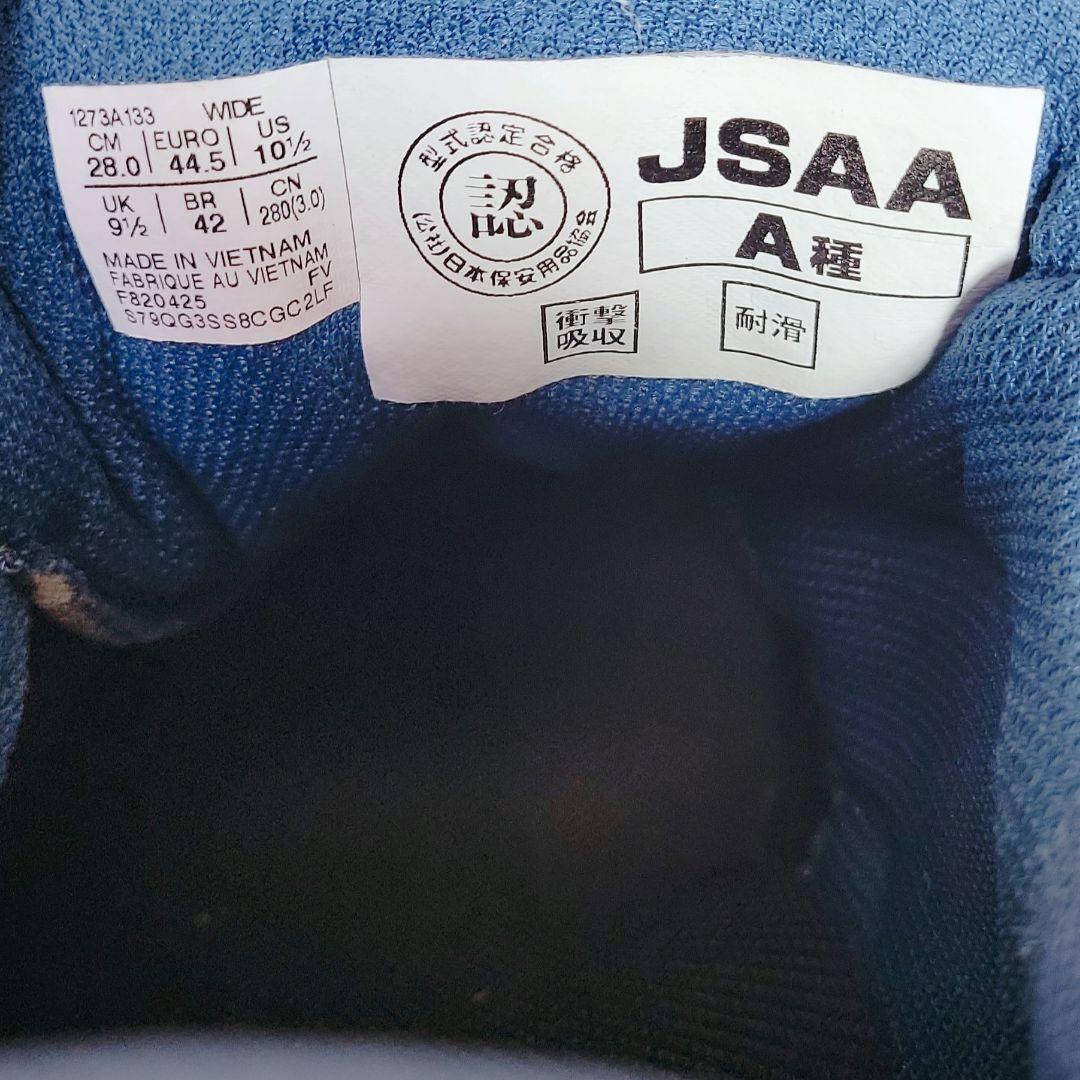 1273A133 WIDE
CM 28.0 EURO 44.5 US 10½
UK 9½ BR 42 CN 280(3.0)
MADE IN VIETNAM
FABRIQUE AU VIETNAM
F820425 FV
S79QG3SS8CGC2LF
型式認定合格
認
(公社)日本保安用品協会
JSAA
A種
衝撃
吸収
耐滑